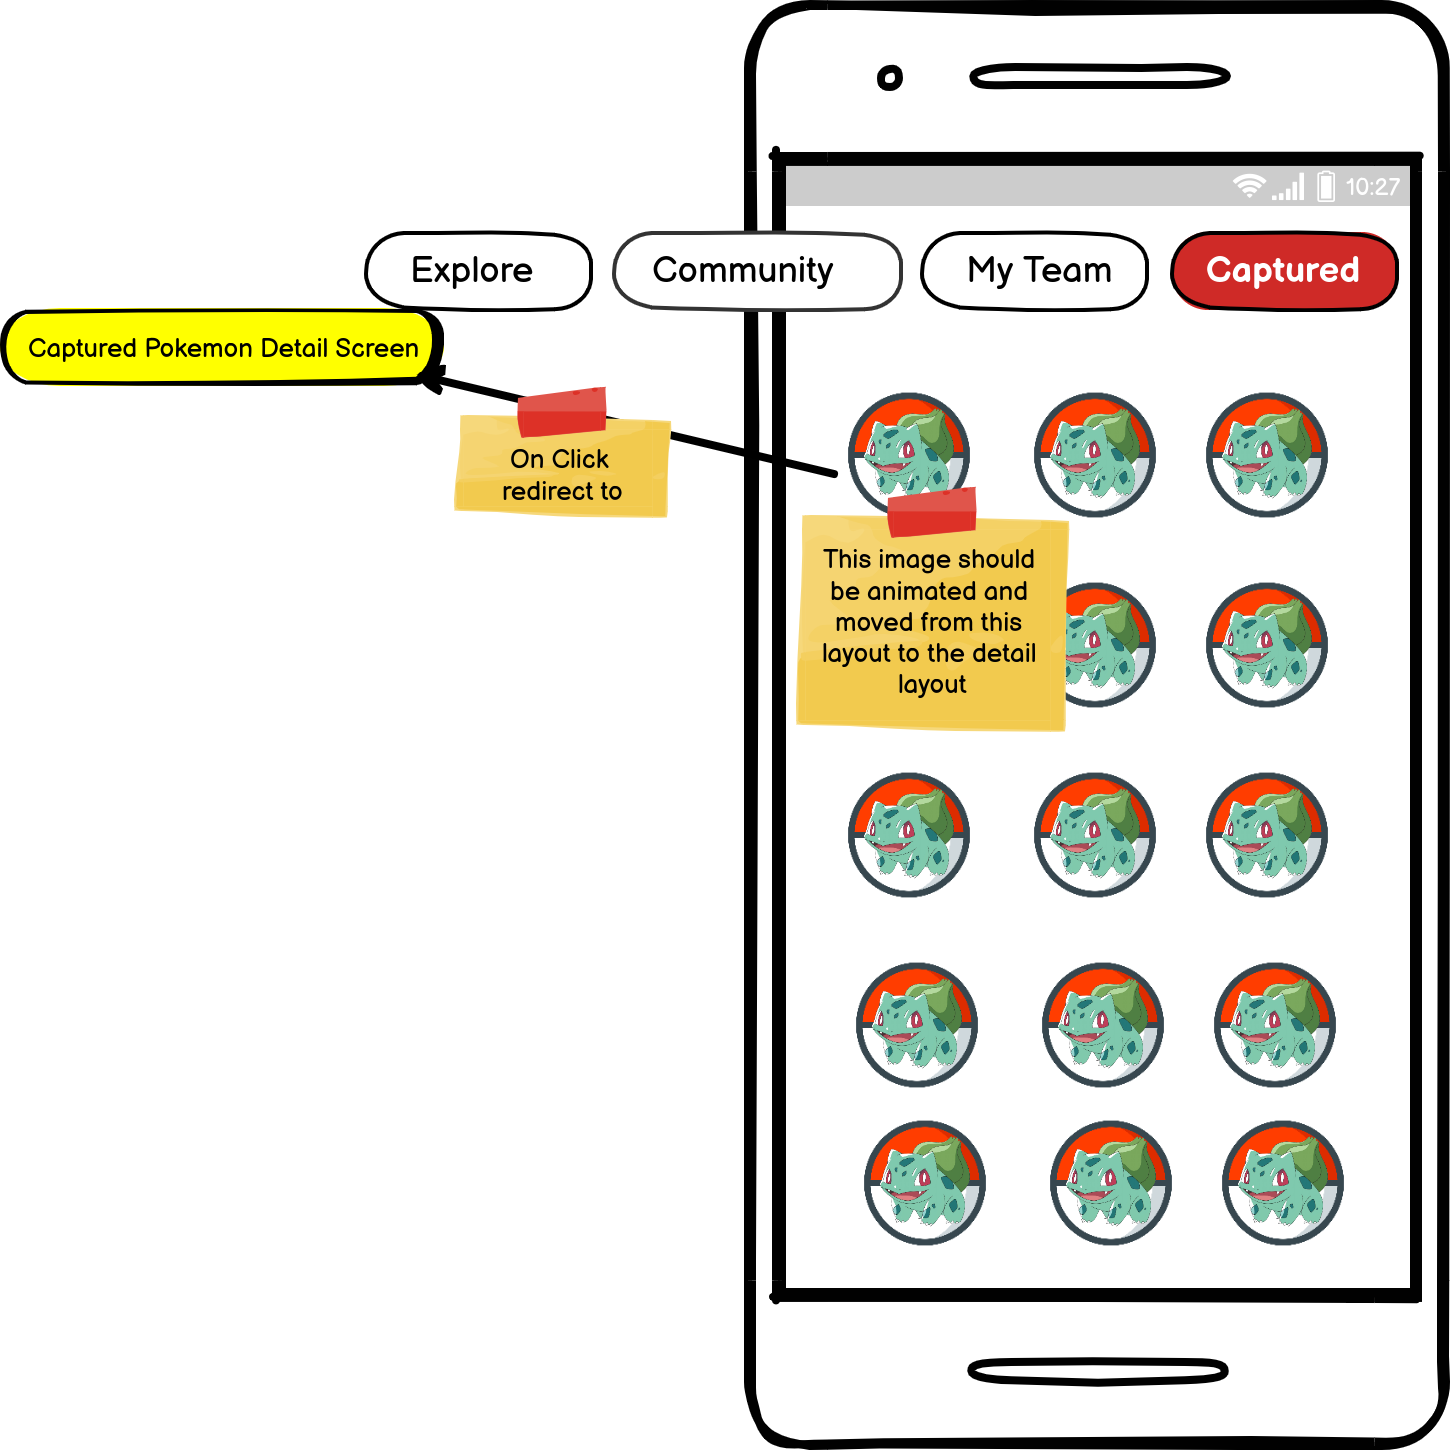 10:27
Explore
Community
My Team
Captured
Captured Pokemon Detail Screen
On Click
redirect to
This image should
be animated and
moved from this
layout to the detail
layout